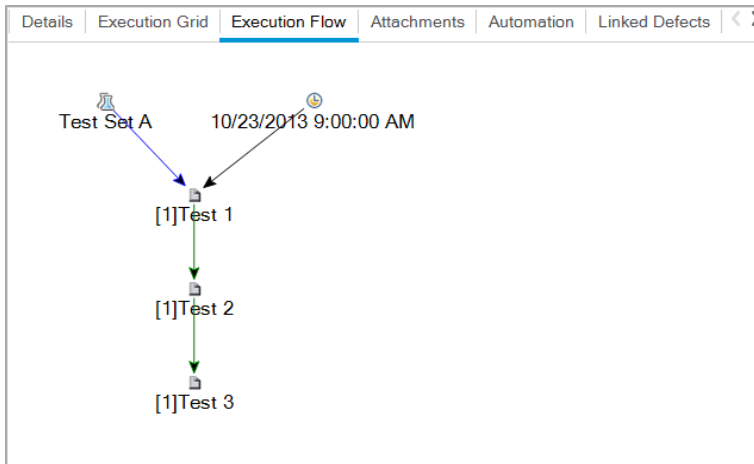 Details Execution Grid Execution Flow Attachments Automation Linked Defects
Test Set A 10/23/2013 9:00:00 AM
[1]Test 1
[1]Test 2
[1]Test 3